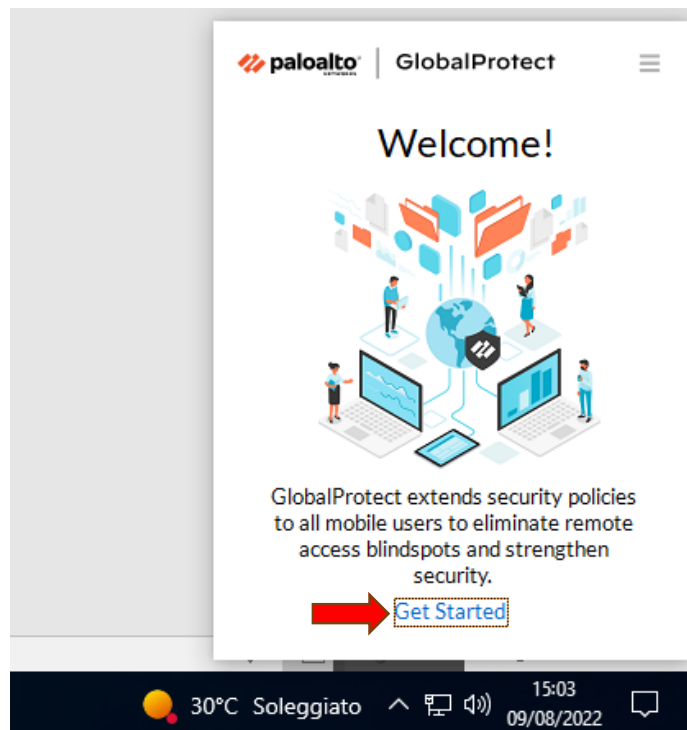 paloalto
NETWORKS
GlobalProtect
Welcome!
GlobalProtect extends security policies
to all mobile users to eliminate remote
access blindspots and strengthen
security.
Get Started
30°C Soleggiato
15:03
09/08/2022